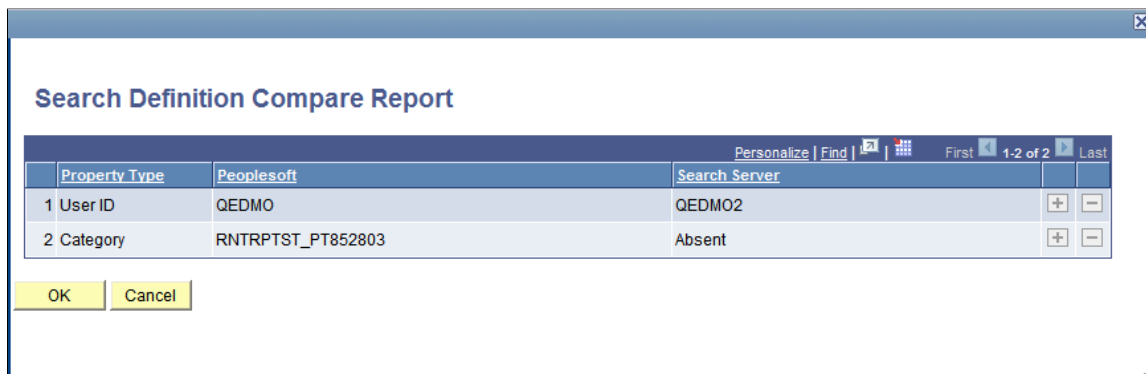 Search Definition Compare Report
Personalize | Find | | First 1-2 of 2 Last
Property Type Peoplesoft Search Server
1 User ID QEDMO QEDMO2
2 Category RNTRPTST_PT852803 Absent
OK Cancel